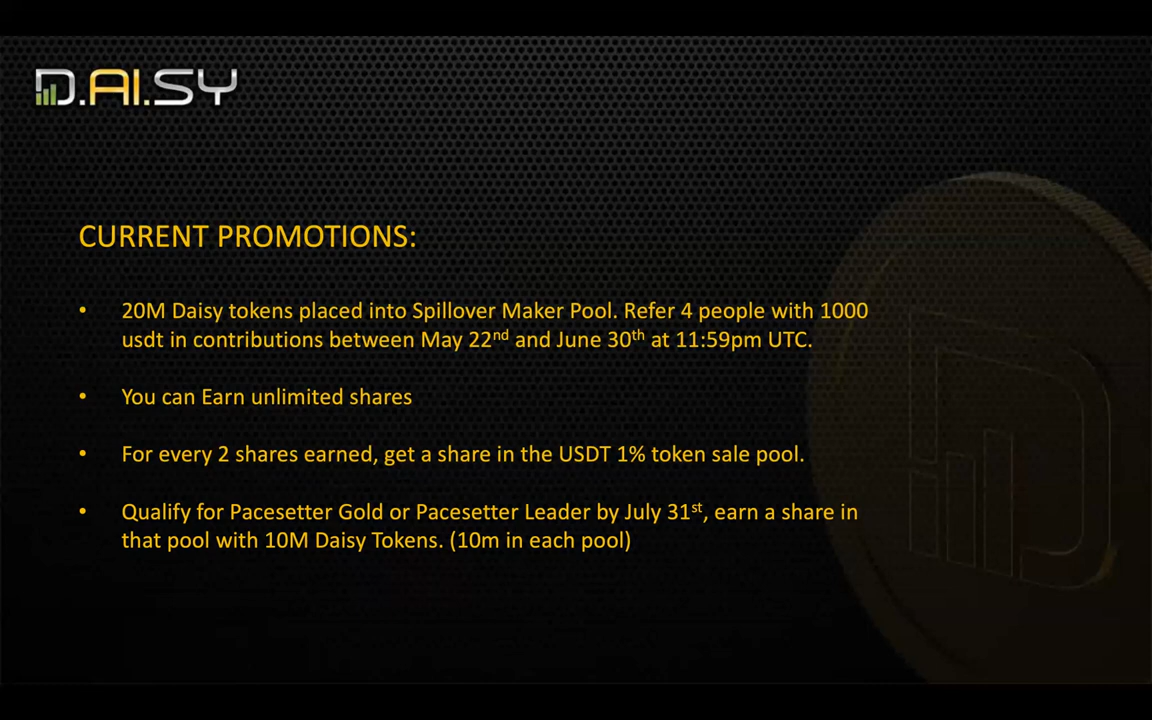 D.AI.SY
CURRENT PROMOTIONS:
• 20M Daisy tokens placed into Spillover Maker Pool. Refer 4 people with 1000
usdt in contributions between May 22nd and June 30th at 11:59pm UTC.
• You can Earn unlimited shares
• For every 2 shares earned, get a share in the USDT 1% token sale pool.
• Qualify for Pacesetter Gold or Pacesetter Leader by July 31st, earn a share in
that pool with 10M Daisy Tokens. (10m in each pool)